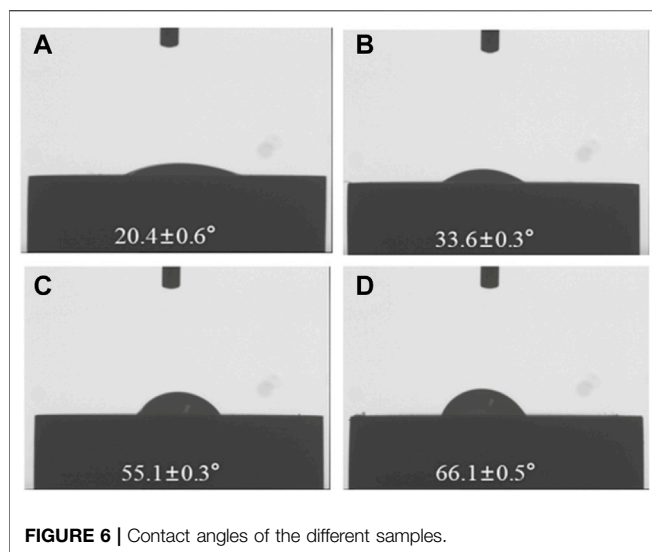 A
B
20.4±0.6°
33.6±0.3°
C
D
55.1±0.3°
66.1±0.5°
FIGURE 6 | Contact angles of the different samples.